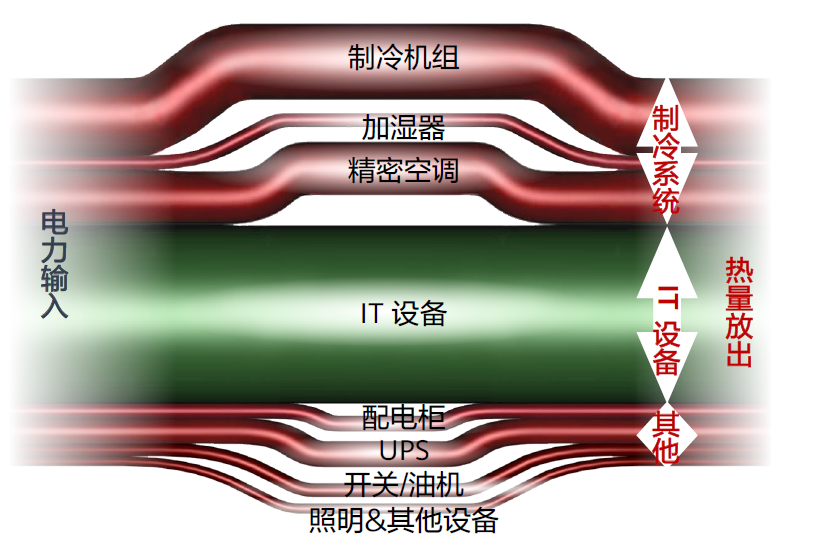 制冷机组
加湿器
精密空调
IT 设备
配电柜
UPS
开关/油机
照明&其他设备
电力输入
制冷系统
IT 设备
其他
热量放出